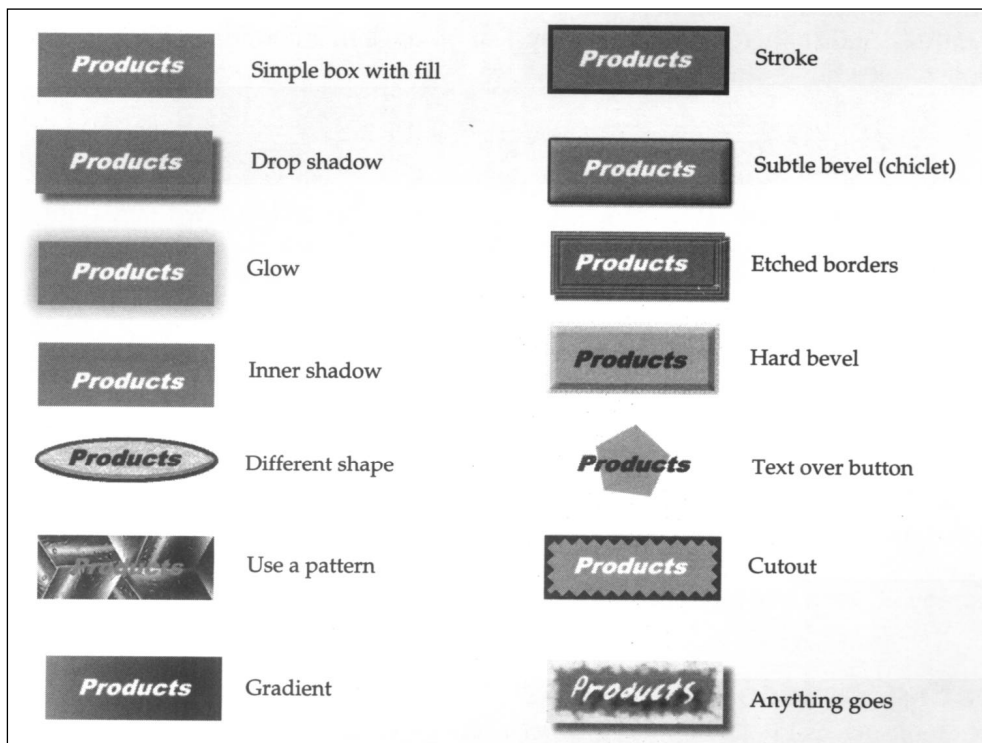 Products
Simple box with fill
Products
Stroke
Products
Drop shadow
Products
Subtle bevel (chiclet)
Products
Glow
Products
Etched borders
Products
Inner shadow
Products
Hard bevel
Products
Different shape
Products
Text over button
Products
Use a pattern
Products
Cutout
Products
Gradient
Products
Anything goes